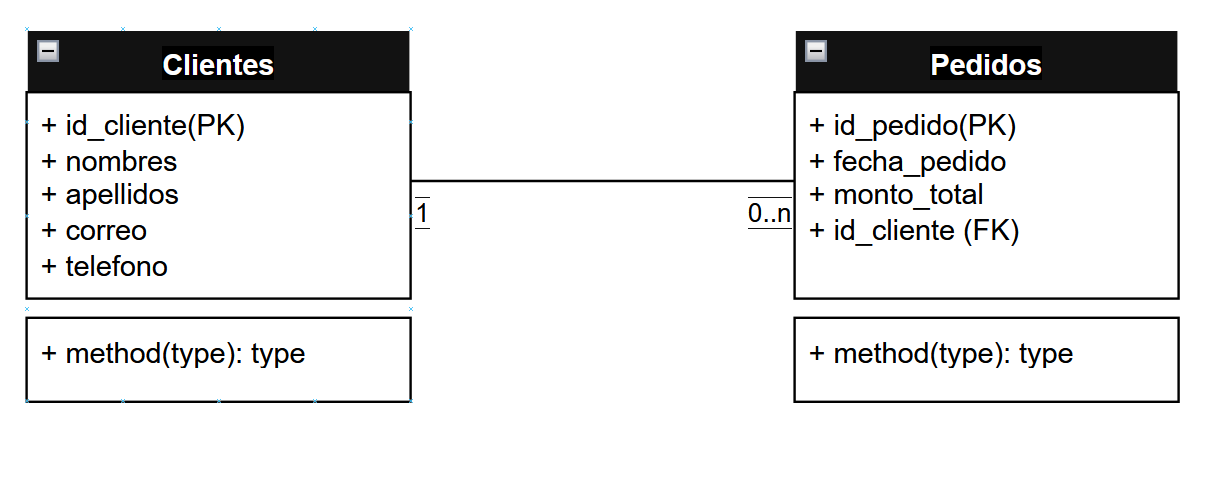 Clientes
+ id_cliente(PK)
+ nombres
+ apellidos
+ correo
+ telefono
+ method(type): type
1
0..n
Pedidos
+ id_pedido(PK)
+ fecha_pedido
+ monto_total
+ id_cliente (FK)
+ method(type): type